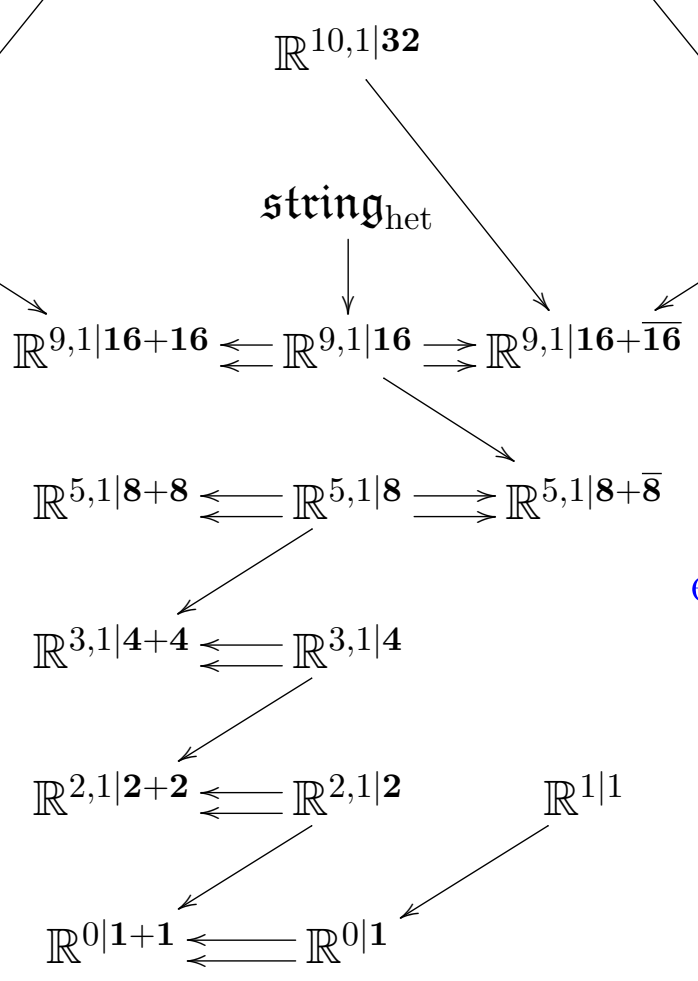 ℝ^{10,1|𝟑𝟐}
𝔰𝔱𝔯𝔦𝔫𝔤_{het}
ℝ^{9,1|𝟏𝟔+𝟏𝟔} ℝ^{9,1|𝟏𝟔} ℝ^{9,1|𝟏𝟔+\overline{𝟏𝟔}}
ℝ^{5,1|𝟖+𝟖} ℝ^{5,1|𝟖} ℝ^{5,1|𝟖+\overline{𝟖}}
ℝ^{3,1|𝟒+𝟒} ℝ^{3,1|𝟒}
ℝ^{2,1|𝟐+𝟐} ℝ^{2,1|𝟐} ℝ^{1|1}
ℝ^{0|𝟏+𝟏} ℝ^{0|𝟏}